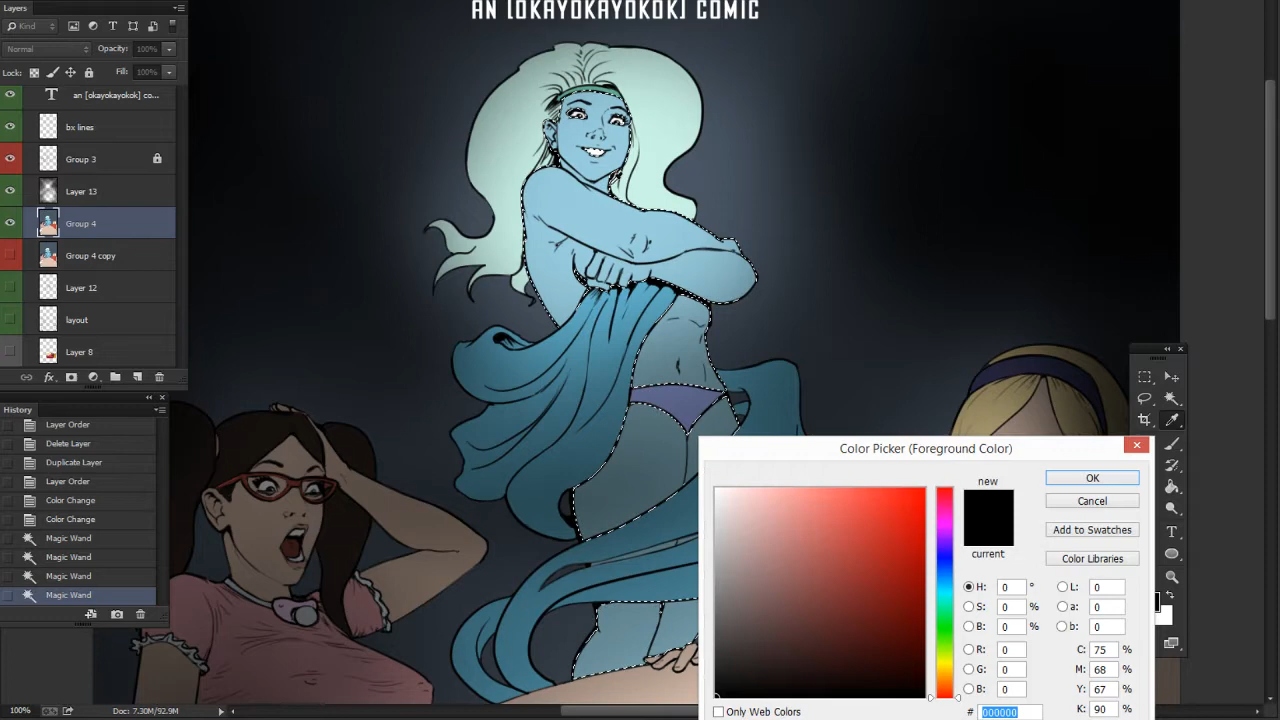 Layers
AN [OKAYOKAYOKOK] COMIC
Kind
Normal
Opacity: 100%
Lock:
Fill: 100%
T an [okayokayokok] co...
bx lines
Group 3
Layer 13
Group 4
Group 4 copy
Layer 12
layout
Layer 8
fx
History
Layer Order
Delete Layer
Duplicate Layer
Layer Order
Color Change
Color Change
Magic Wand
Magic Wand
Magic Wand
Magic Wand
Color Picker (Foreground Color)
new
current
OK
Cancel
Add to Swatches
Color Libraries
H: 0 °
S: 0 %
B: 0 %
R: 0
G: 0
B: 0
L: 0
a: 0
b: 0
C: 75 %
M: 68 %
Y: 67 %
K: 90 %
# 000000
Only Web Colors
100%
Doc: 7.30M/92.9M